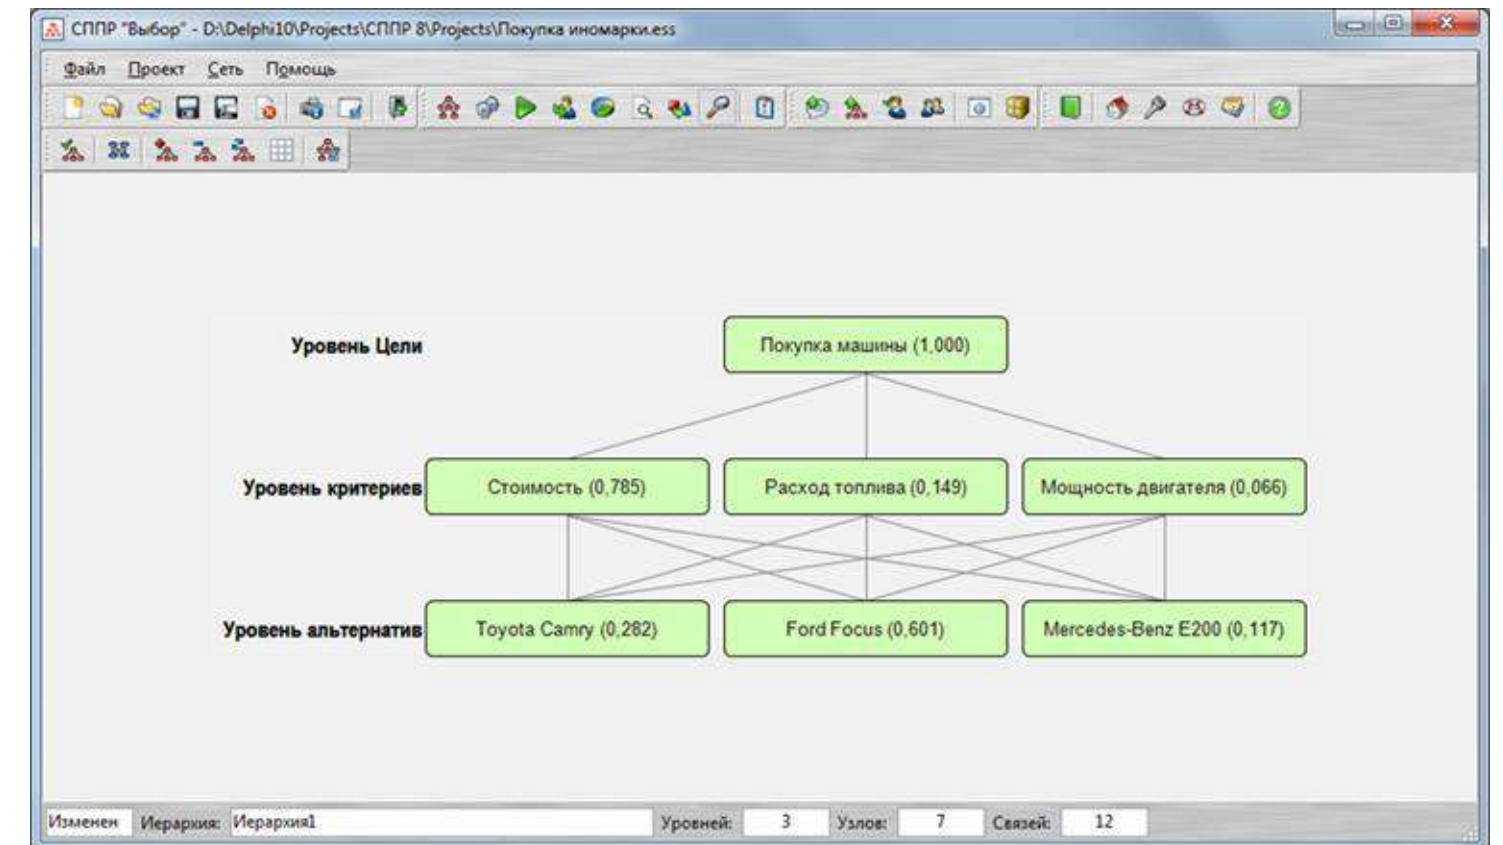 СППР "Выбор" - D:\Delphi10\Projects\СППР 8\Projects\Покупка иномарки.ess
Файл Проект Сеть Помощь
Уровень Цели Покупка машины (1,000)
Уровень критериев Стоимость (0,785) Расход топлива (0,149) Мощность двигателя (0,066)
Уровень альтернатив Toyota Camry (0,282) Ford Focus (0,601) Mercedes-Benz E200 (0,117)
Изменен Иерархия: Иерархия1 Уровней: 3 Узлов: 7 Связей: 12